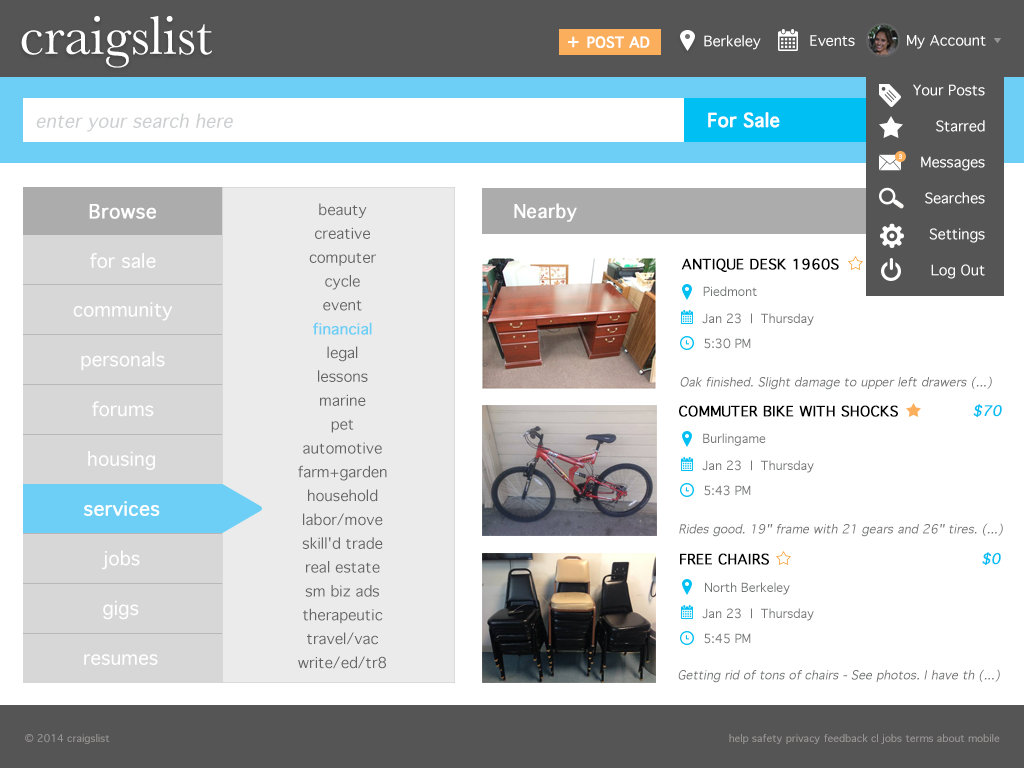 craigslist
+ POST AD
Berkeley
Events
My Account
Your Posts
Starred
3
Messages
Searches
Settings
Log Out
enter your search here
For Sale
Browse
for sale
community
personals
forums
housing
services
jobs
gigs
resumes
beauty
creative
computer
cycle
event
financial
legal
lessons
marine
pet
automotive
farm+garden
household
labor/move
skill'd trade
real estate
sm biz ads
therapeutic
travel/vac
write/ed/tr8
Nearby
ANTIQUE DESK 1960S
Piedmont
Jan 23 | Thursday
5:30 PM
Oak finished. Slight damage to upper left drawers (...)
COMMUTER BIKE WITH SHOCKS $70
Burlingame
Jan 23 | Thursday
5:43 PM
Rides good. 19" frame with 21 gears and 26" tires. (...)
FREE CHAIRS $0
North Berkeley
Jan 23 | Thursday
5:45 PM
Getting rid of tons of chairs - See photos. I have th (...)
© 2014 craigslist
help safety privacy feedback cl jobs terms about mobile